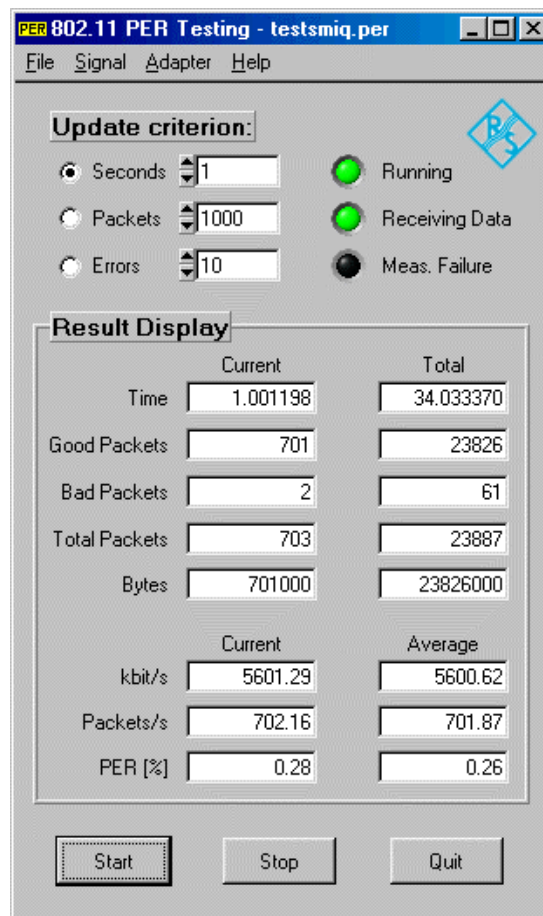 PER 802.11 PER Testing - testsmiq.per
File Signal Adapter Help
Update criterion:
R S
Seconds 1 Running
Packets 1000 Receiving Data
Errors 10 Meas. Failure
Result Display
Current Total
Time 1.001198 34.033370
Good Packets 701 23826
Bad Packets 2 61
Total Packets 703 23887
Bytes 701000 23826000
Current Average
kbit/s 5601.29 5600.62
Packets/s 702.16 701.87
PER [%] 0.28 0.26
Start Stop Quit